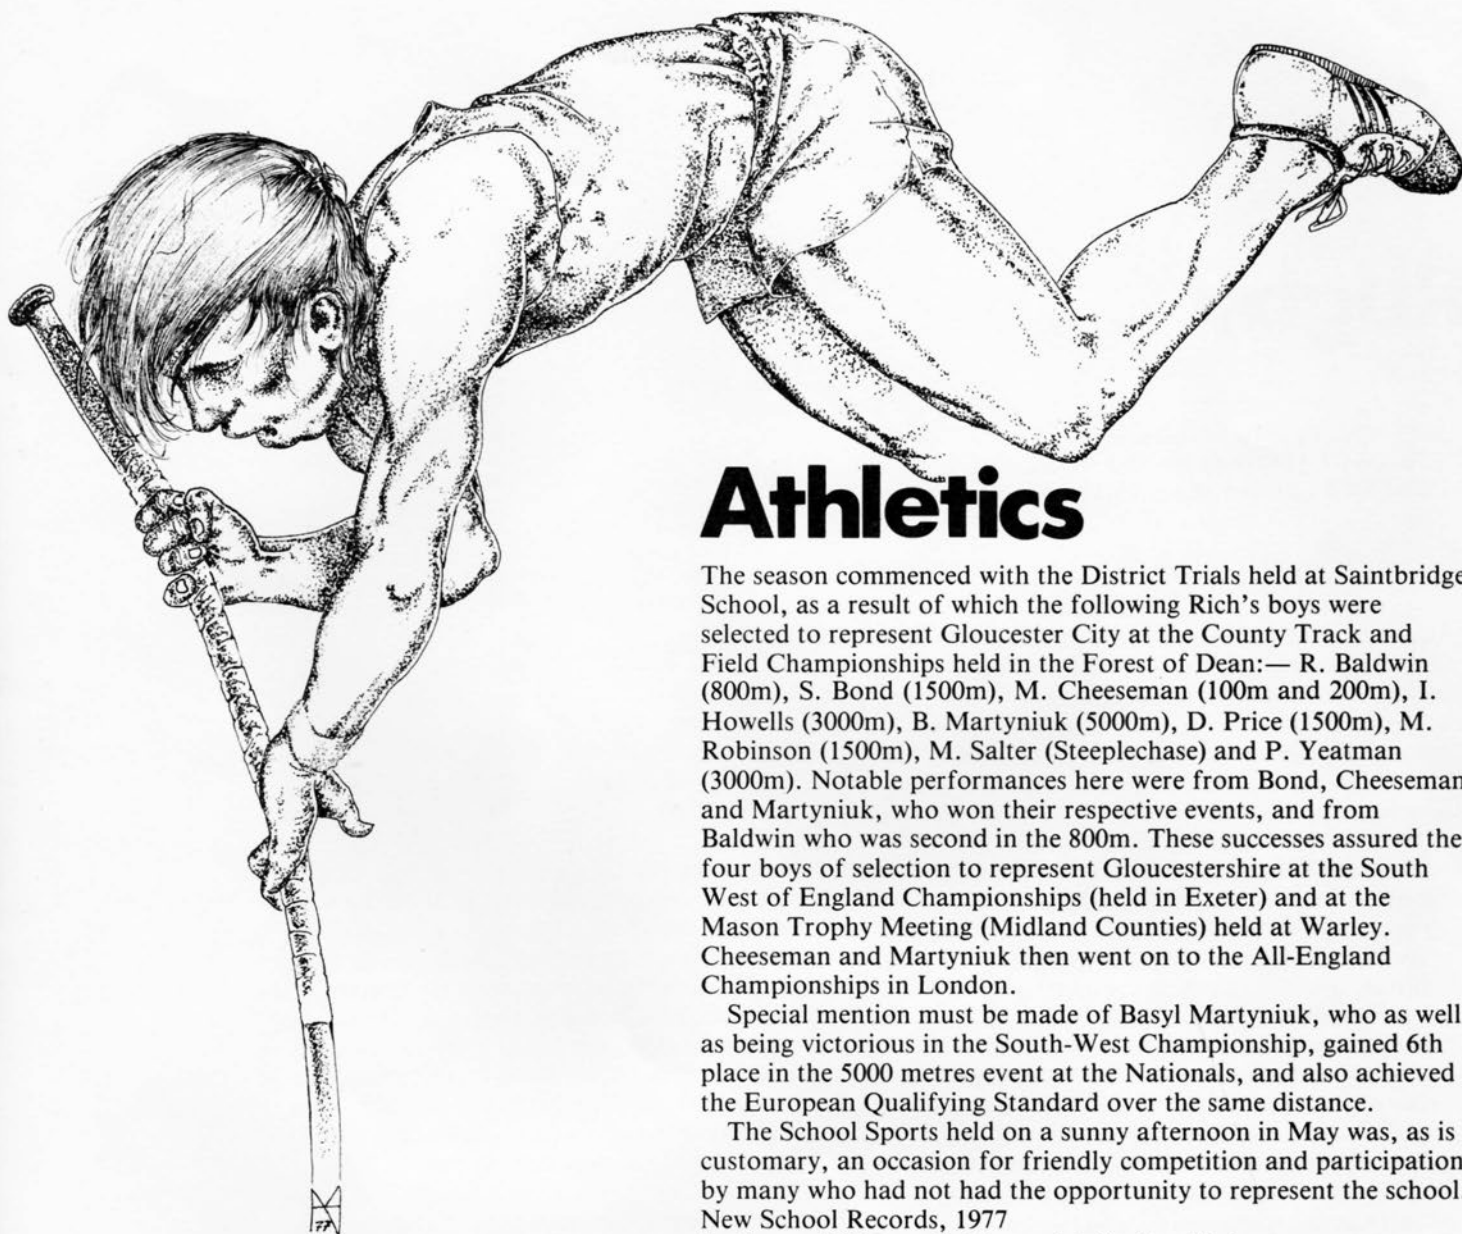 Athletics
The season commenced with the District Trials held at Saintbridge
School, as a result of which the following Rich's boys were
selected to represent Gloucester City at the County Track and
Field Championships held in the Forest of Dean:— R. Baldwin
(800m), S. Bond (1500m), M. Cheeseman (100m and 200m), I.
Howells (3000m), B. Martyniuk (5000m), D. Price (1500m), M.
Robinson (1500m), M. Salter (Steeplechase) and P. Yeatman
(3000m). Notable performances here were from Bond, Cheeseman
and Martyniuk, who won their respective events, and from
Baldwin who was second in the 800m. These successes assured the
four boys of selection to represent Gloucestershire at the South
West of England Championships (held in Exeter) and at the
Mason Trophy Meeting (Midland Counties) held at Warley.
Cheeseman and Martyniuk then went on to the All-England
Championships in London.
Special mention must be made of Basyl Martyniuk, who as well
as being victorious in the South-West Championship, gained 6th
place in the 5000 metres event at the Nationals, and also achieved
the European Qualifying Standard over the same distance.
The School Sports held on a sunny afternoon in May was, as is
customary, an occasion for friendly competition and participation
by many who had not had the opportunity to represent the school.
New School Records, 1977
77